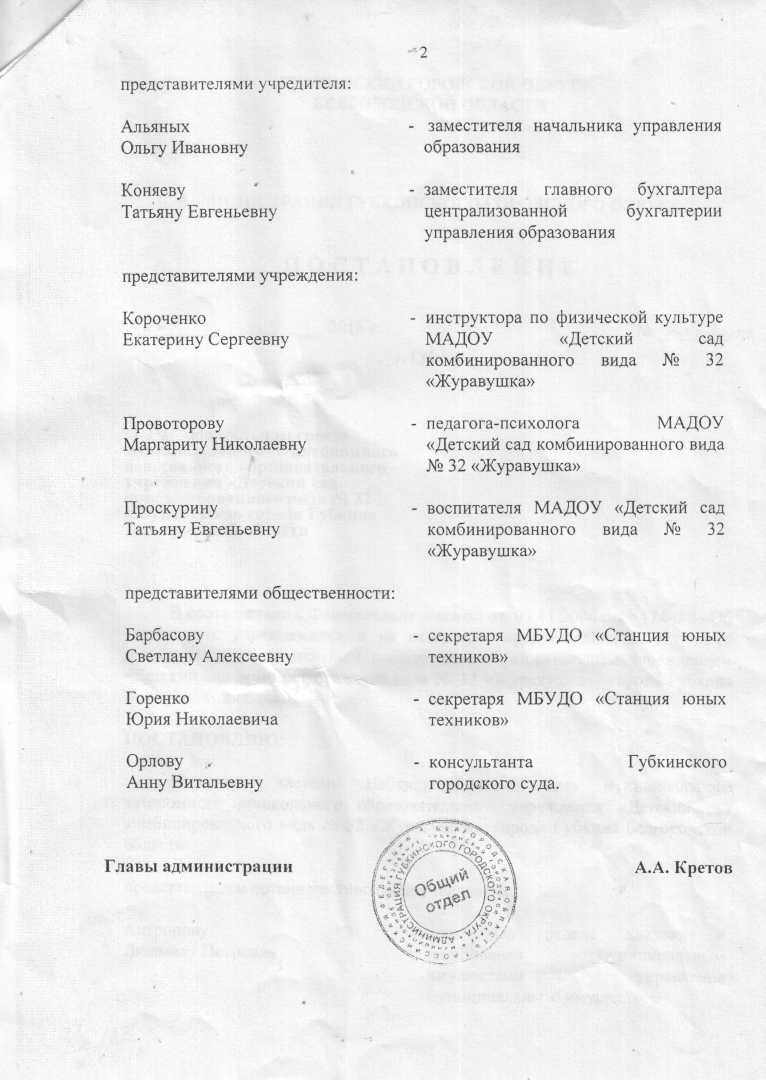 2
представителями учредителя:
Альяных - заместителя начальника управления
Ольгу Ивановну образования
Коняеву - заместителя главного бухгалтера
Татьяну Евгеньевну централизованной бухгалтерии
управления образования
представителями учреждения:
Короченко - инструктора по физической культуре
Екатерину Сергеевну МАДОУ «Детский сад
комбинированного вида № 32
«Журавушка»
Провоторову - педагога-психолога МАДОУ
Маргариту Николаевну «Детский сад комбинированного вида
№ 32 «Журавушка»
Проскурину - воспитателя МАДОУ «Детский сад
Татьяну Евгеньевну комбинированного вида № 32
«Журавушка»
представителями общественности:
Барбасову - секретаря МБУДО «Станция юных
Светлану Алексеевну техников»
Горенко - секретаря МБУДО «Станция юных
Юрия Николаевича техников»
Орлову - консультанта Губкинского
Анну Витальевну городского суда.
Главы администрации А.А. Кретов
АДМИНИСТРАЦИЯ ГУБКИНСКОГО ГОРОДСКОГО ОКРУГА
Общий
отдел